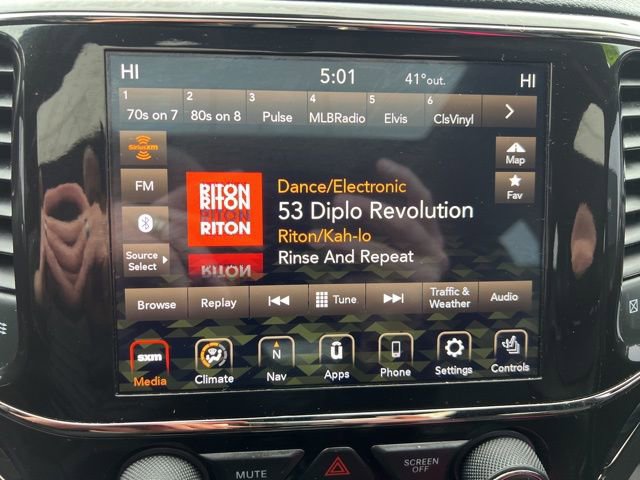 HI 5:01 41°out. HI
1 2 3 4 5 6
70s on 7 80s on 8 Pulse MLBRadio Elvis ClsVinyl
SiriusXM
Map
FM
Fav
Source
Select
RITON
RITON
RITON
RITON
Dance/Electronic
53 Diplo Revolution
Riton/Kah-lo
Rinse And Repeat
Browse Replay Tune Traffic & Weather Audio
sxm N ü
Media Climate Nav Apps Phone Settings Controls
MUTE SCREEN OFF